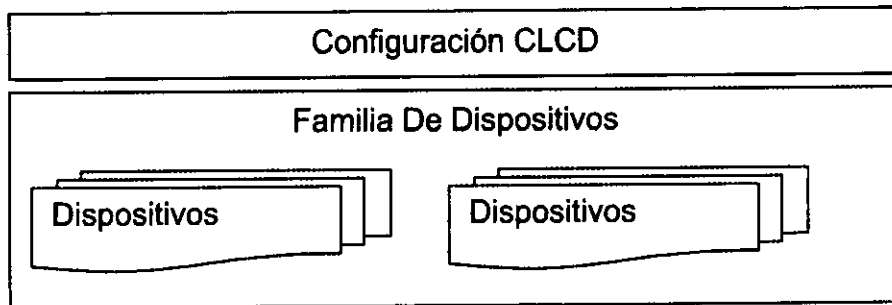 Configuración CLCD
Familia De Dispositivos
Dispositivos
Dispositivos